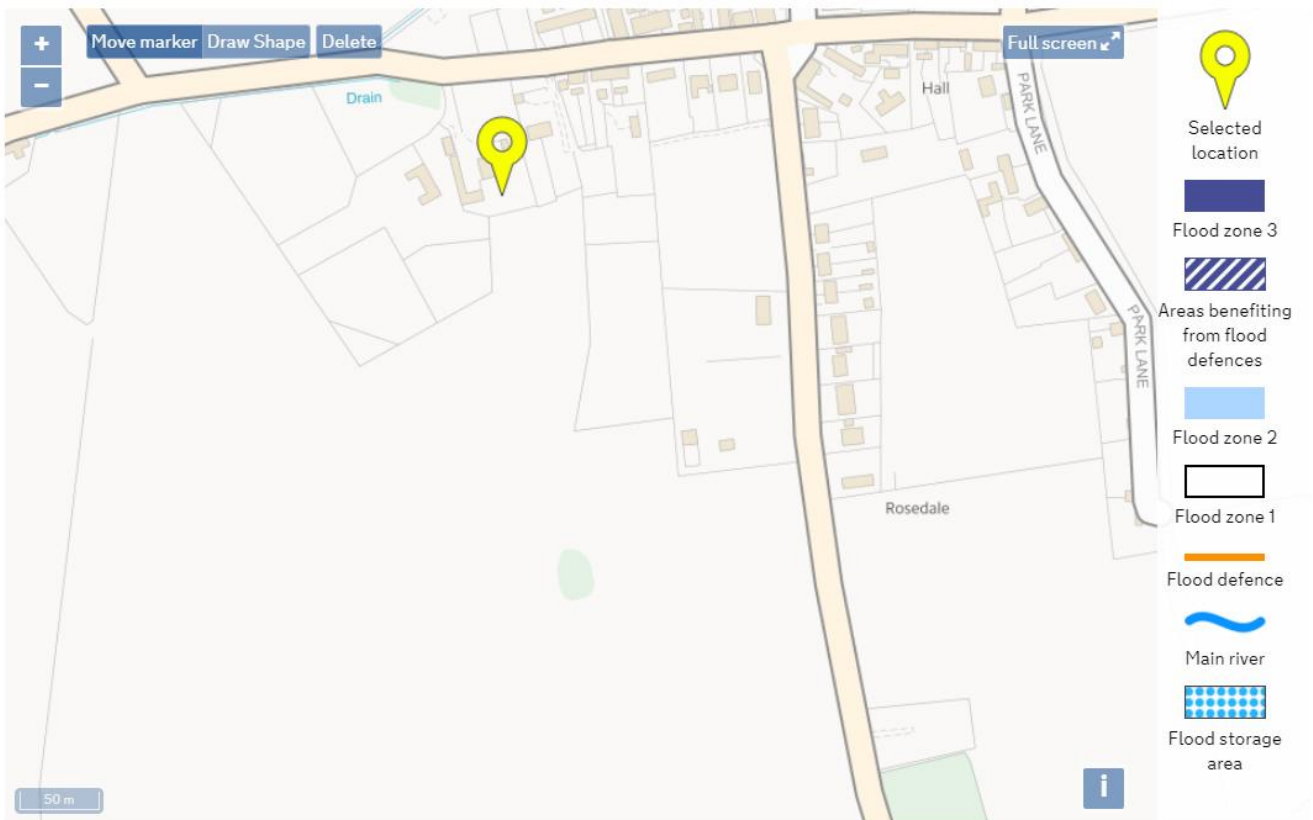 +
−
Move marker
Draw Shape
Delete
Full screen
Drain
Hall
PARK LANE
PARK LANE
Rosedale
50 m
i
Selected
location
Flood zone 3
Areas benefiting
from flood
defences
Flood zone 2
Flood zone 1
Flood defence
Main river
Flood storage
area